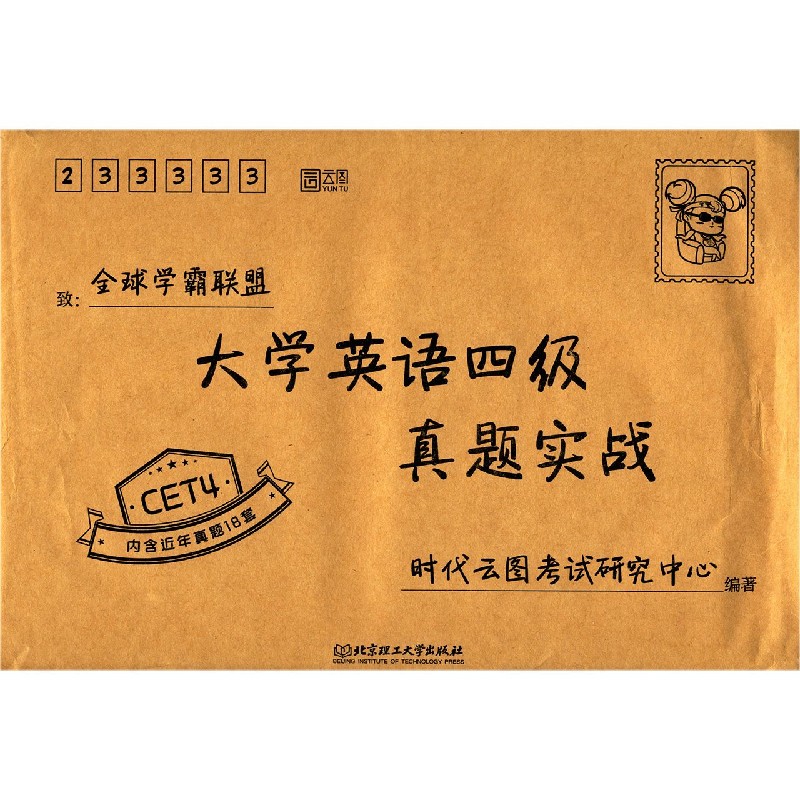 233333
云图
YUNTU
致：全球学霸联盟
大学英语四级
真题实战
CET4
内含近年真题18套
时代云图考试研究中心 编著
北京理工大学出版社
BEIJING INSTITUTE OF TECHNOLOGY PRESS